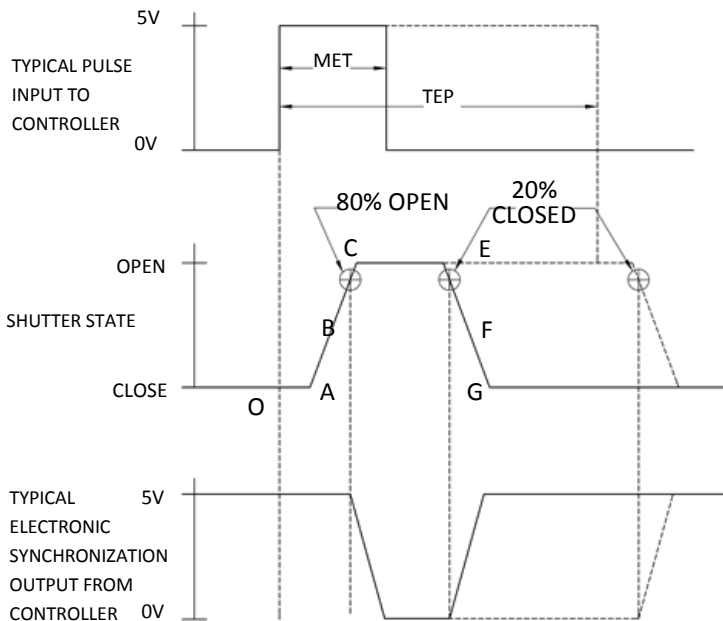 5V
TYPICAL PULSE
INPUT TO
CONTROLLER
0V
MET
TEP
80% OPEN
20%
CLOSED
C
E
OPEN
SHUTTER STATE
B
F
CLOSE
O
A
G
TYPICAL
ELECTRONIC
SYNCHRONIZATION
OUTPUT FROM
CONTROLLER
5V
0V